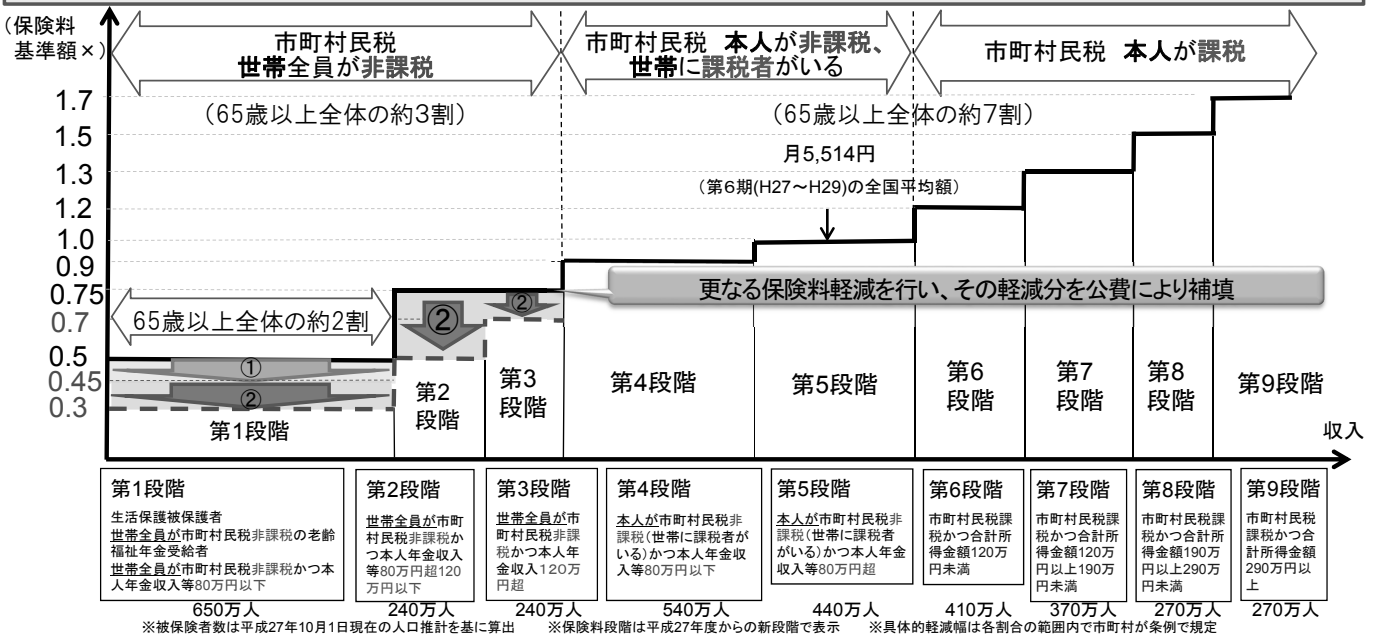 (保険料
基準額×)
市町村民税
世帯全員が非課税
市町村民税 本人が非課税、
世帯に課税者がいる
市町村民税 本人が課税
(65歳以上全体の約3割)
(65歳以上全体の約7割)
1.7
1.5
1.3
1.2
1.0
0.9
0.75
0.7
0.5
0.45
0.3
月5,514円
(第6期(H27～H29)の全国平均額)
更なる保険料軽減を行い、その軽減分を公費により補填
65歳以上全体の約2割
①
②
②
②
第1段階
第2
段階
第3
段階
第4段階
第5段階
第6
段階
第7
段階
第8
段階
第9段階
収入
第1段階
生活保護被保護者
世帯全員が市町村民税非課税の老齢
福祉年金受給者
世帯全員が市町村民税非課税かつ本
人年金収入等80万円以下
650万人
第2段階
世帯全員が市町
村民税非課税か
つ本人年金収入
等80万円超120
万円以下
240万人
第3段階
世帯全員が市
町村民税非課
税かつ本人年
金収入120万
円超
240万人
第4段階
本人が市町村民税非
課税(世帯に課税者が
いる)かつ本人年金収
入等80万円以下
540万人
第5段階
本人が市町村民税非
課税(世帯に課税者
がいる)かつ本人年金
収入等80万円超
440万人
第6段階
市町村民税課
税かつ合計所
得金額120万
円未満
410万人
第7段階
市町村民税課
税かつ合計所
得金額120万
円以上190万
円未満
370万人
第8段階
市町村民税課
税かつ合計所
得金額190万
円以上290万
円未満
270万人
第9段階
市町村民税
課税かつ合
計所得金額
290万円以
上
270万人
※被保険者数は平成27年10月1日現在の人口推計を基に算出 ※保険料段階は平成27年度からの新段階で表示 ※具体的軽減幅は各割合の範囲内で市町村が条例で規定